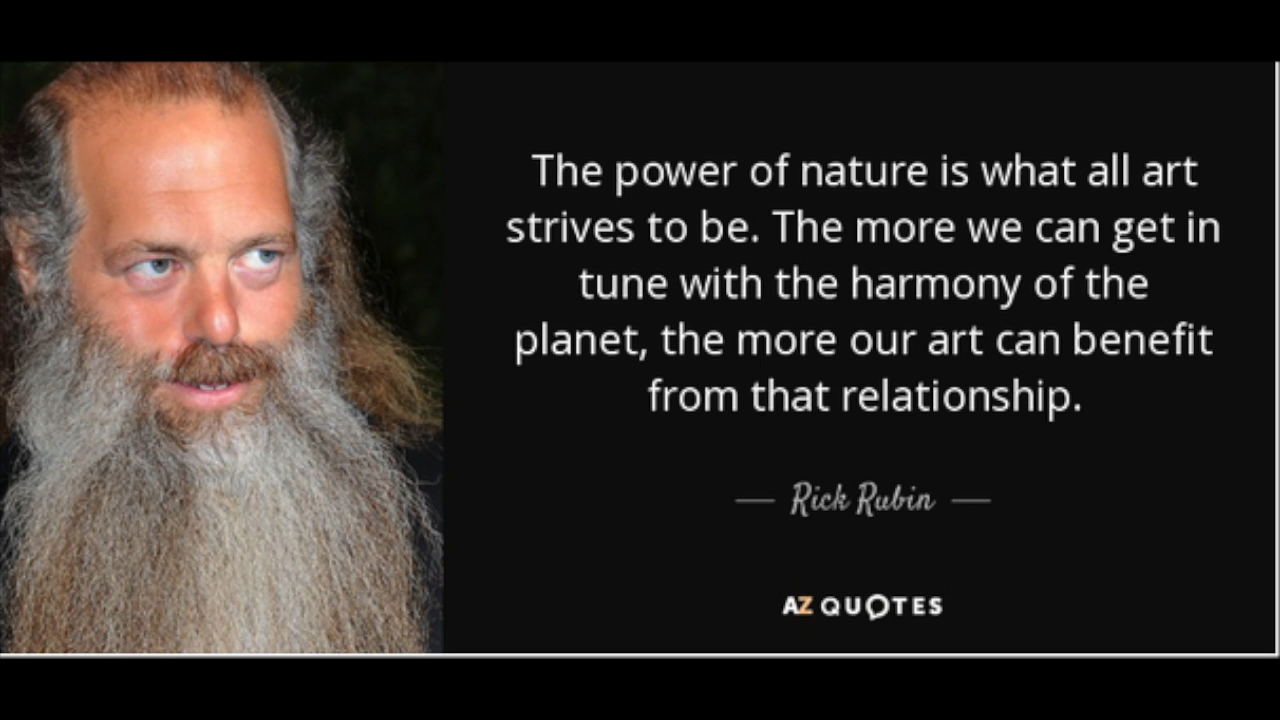 The power of nature is what all art
strives to be. The more we can get in
tune with the harmony of the
planet, the more our art can benefit
from that relationship.
— Rick Rubin —
AZ QUOTES